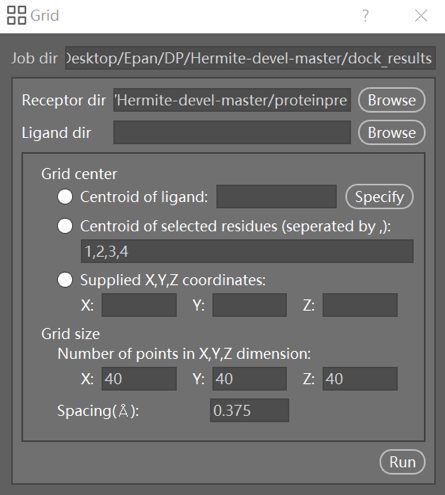 Grid
?
Job dir Desktop/Epan/DP/Hermite-devel-master/dock_results
Receptor dir /Hermite-devel-master/proteinpre Browse
Ligand dir Browse
Grid center
Centroid of ligand: Specify
Centroid of selected residues (seperated by ,):
1,2,3,4
Supplied X,Y,Z coordinates:
X: Y: Z:
Grid size
Number of points in X,Y,Z dimension:
X: 40 Y: 40 Z: 40
Spacing(Å): 0.375
Run